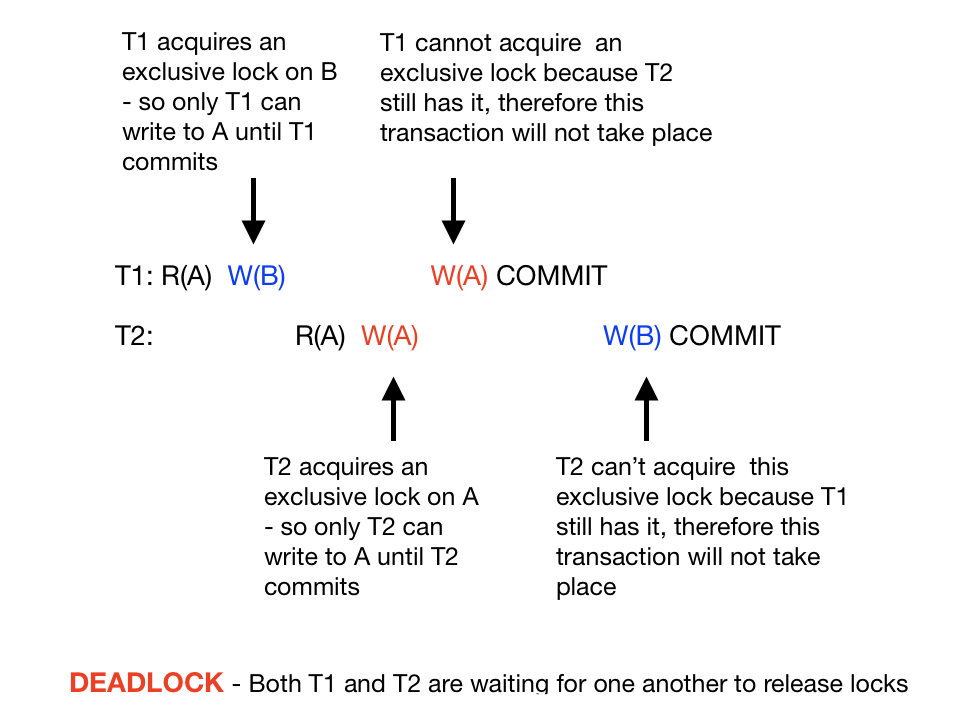 T1 acquires an
exclusive lock on B
- so only T1 can
write to A until T1
commits
T1 cannot acquire  an
exclusive lock because T2
still has it, therefore this
transaction will not take place
T1: R(A)  W(B)  W(A) COMMIT
T2:  R(A)  W(A)  W(B) COMMIT
T2 acquires an
exclusive lock on A
- so only T2 can
write to A until T2
commits
T2 can’t acquire  this
exclusive lock because T1
still has it, therefore this
transaction will not take
place
DEADLOCK - Both T1 and T2 are waiting for one another to release locks